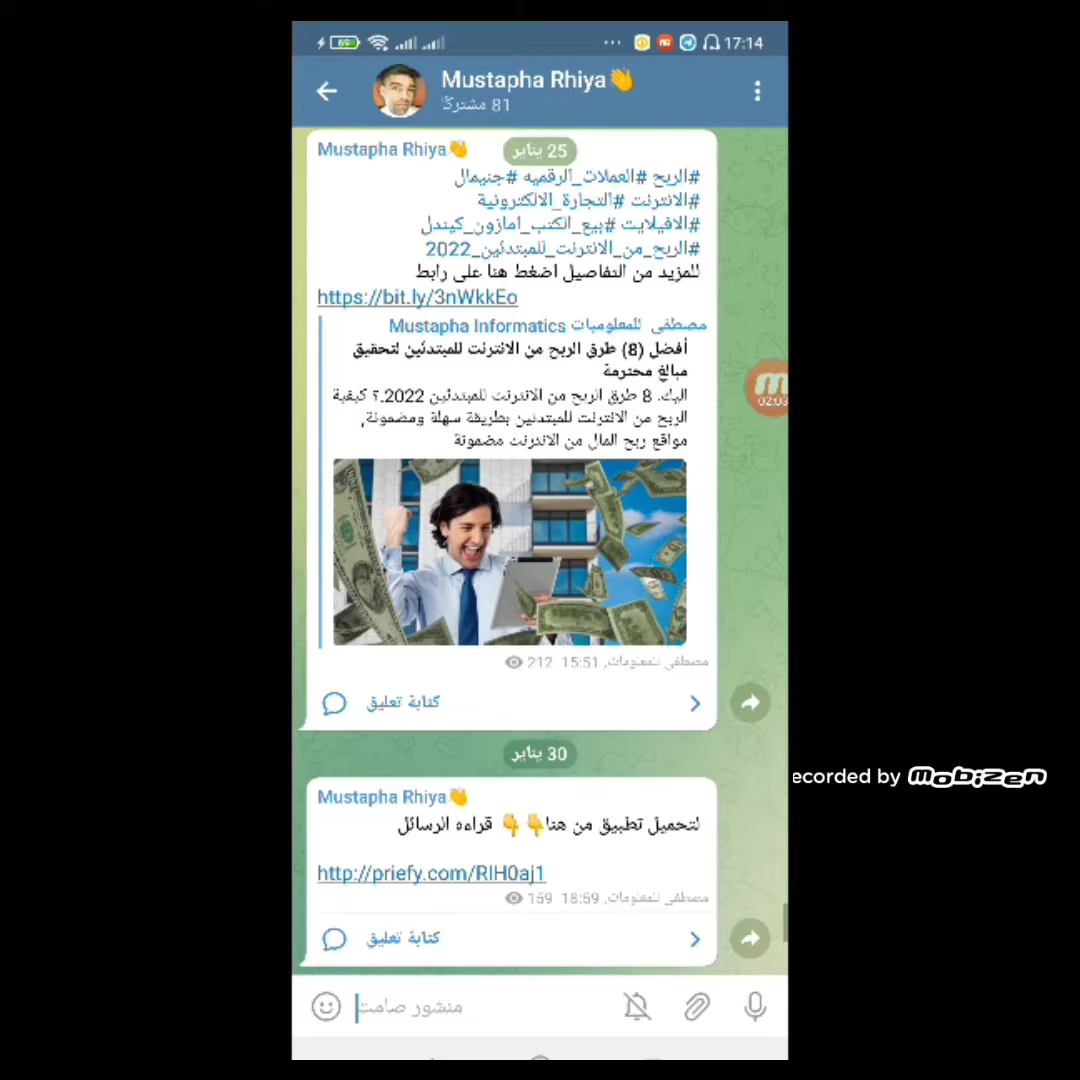 69 ... 17:14
Mustapha Rhiya👋
81 مشتركًا
02:03
Mustapha Rhiya👋
25 يناير
#الربح #العملات_الرقميه #جنيمال
#الانترنت #التجارة_الالكترونية
#الافيلايت #بيع_الكتب_امازون_كيندل
#الربح_من_الانترنت_للمبتدئين_2022
للمزيد من التفاصيل اضغط هنا على رابط
https://bit.ly/3nWkkEo
مصطفى للمعلوميات Mustapha Informatics
أفضل (8) طرق الربح من الانترنت للمبتدئين لتحقيق
مبالغ محترمة
اليك. 8 طرق الربح من الانترنت للمبتدئين 2022.؟ كيفية
الربح من الانترنت للمبتدئين بطريقة سهلة ومضمونة,
مواقع ربح المال من الانترنت مضمونة
212 15:51 ,مصطفى للمعلومات
كتابة تعليق
30 يناير
ecorded by mobizen
Mustapha Rhiya👋
لتحميل تطبيق من هنا👇👇 قراءه الرسائل
http://priefy.com/RlH0aj1
159 18:59 ,مصطفى للمعلومات
كتابة تعليق
منشور صامت